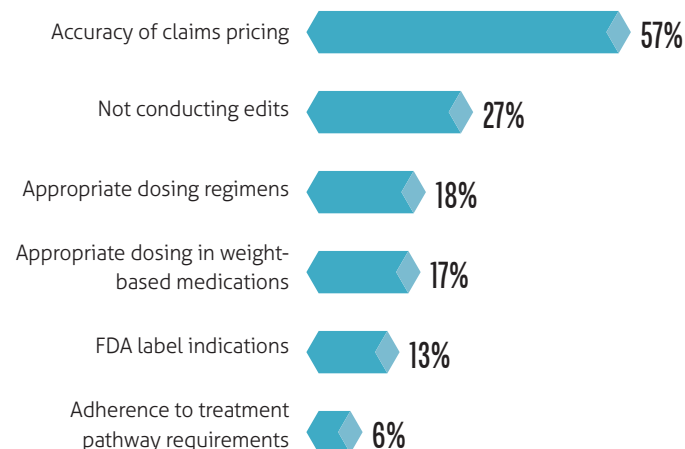 Accuracy of claims pricing 57%
Not conducting edits 27%
Appropriate dosing regimens 18%
Appropriate dosing in weight-
based medications 17%
FDA label indications 13%
Adherence to treatment
pathway requirements 6%